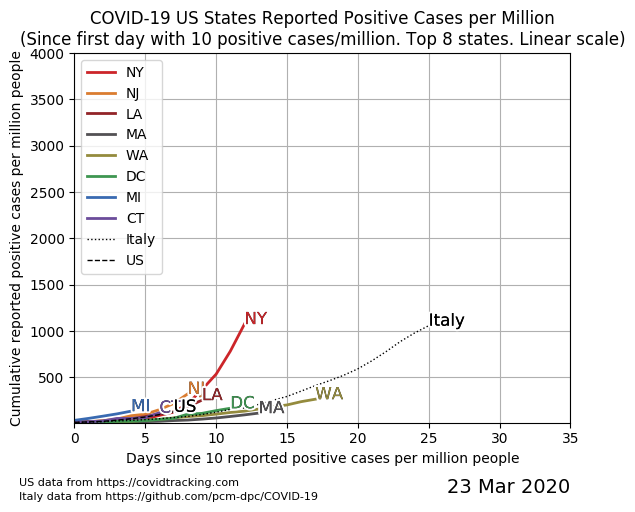 COVID-19 US States Reported Positive Cases per Million
(Since first day with 10 positive cases/million. Top 8 states. Linear scale)
Cumulative reported positive cases per million people
4000
3500
3000
2500
2000
1500
1000
500
NY
NJ
LA
MA
WA
DC
MI
CT
Italy
US
NY
Italy
NJ
LA
WA
DC
MI
US
MA
0 5 10 15 20 25 30 35
Days since 10 reported positive cases per million people
US data from https://covidtracking.com
Italy data from https://github.com/pcm-dpc/COVID-19
23 Mar 2020